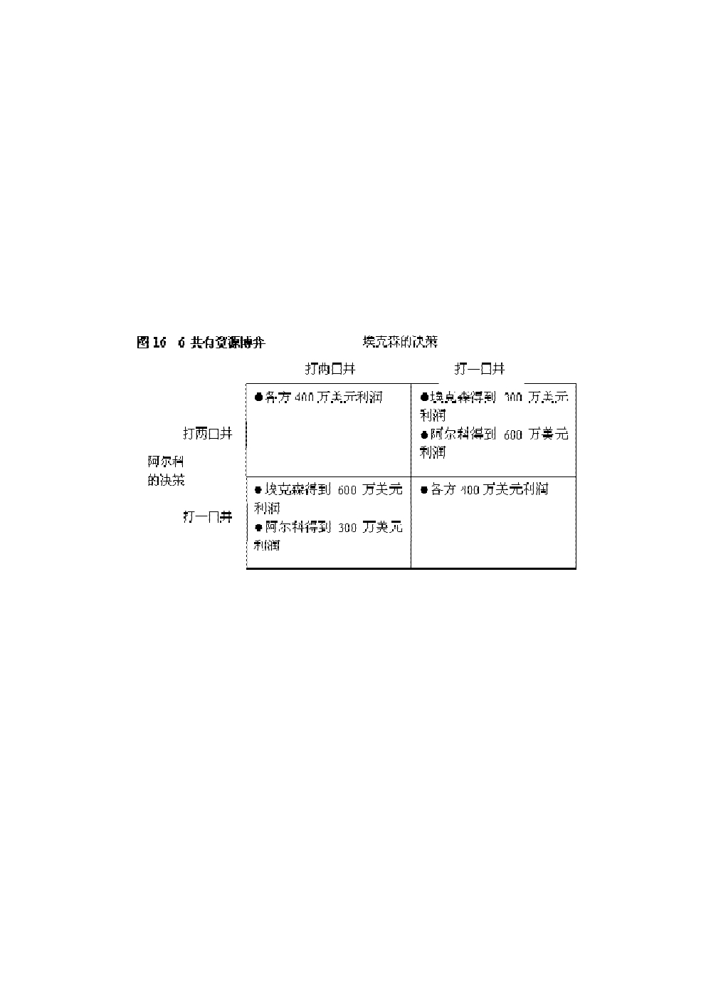 图 16 6 共有资源博弈
埃克森的决策
打两口井 打一口井
●各方 400 万美元利润
●埃克森得到 300 万美元
利润
●阿尔科得到 600 万美元
利润
打两口井
阿尔科
的决策
打一口井
●埃克森得到 600 万美元
利润
●阿尔科得到 300 万美元
利润
●各方 400 万美元利润